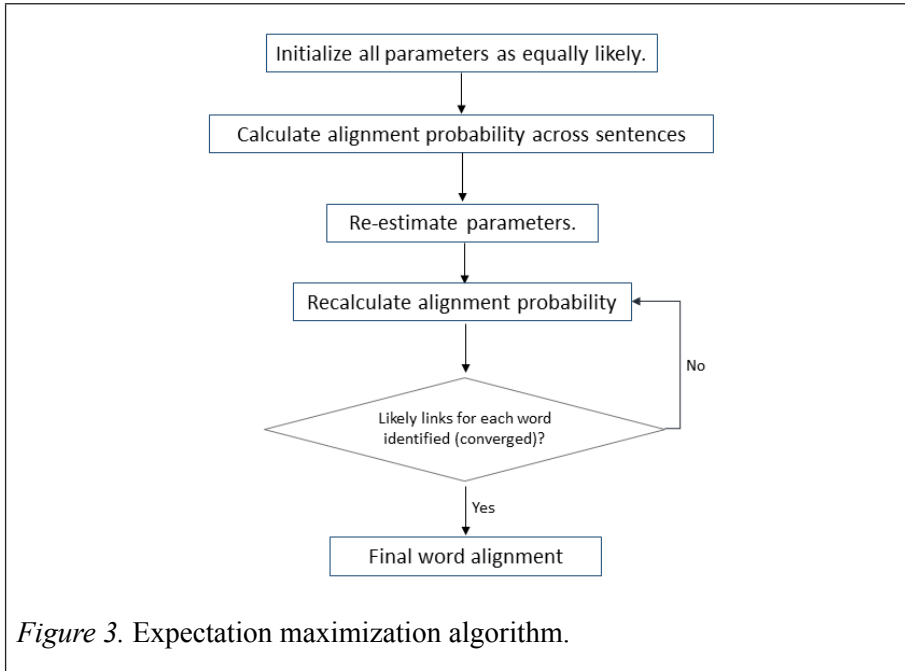 Initialize all parameters as equally likely.
Calculate alignment probability across sentences
Re-estimate parameters.
Recalculate alignment probability
No
Likely links for each word
identified (converged)?
Yes
Final word alignment
Figure 3. Expectation maximization algorithm.